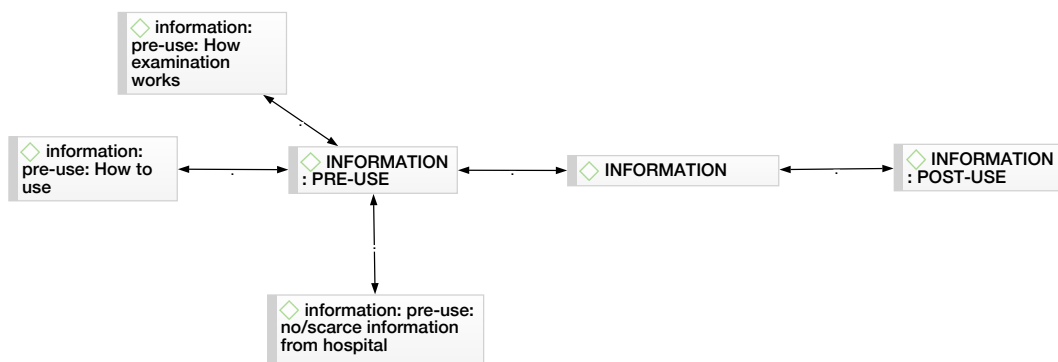 information:
pre-use: How
examination
works
information:
pre-use: How to
use
INFORMATION
: PRE-USE
INFORMATION
INFORMATION
: POST-USE
information: pre-use:
no/scarce information
from hospital